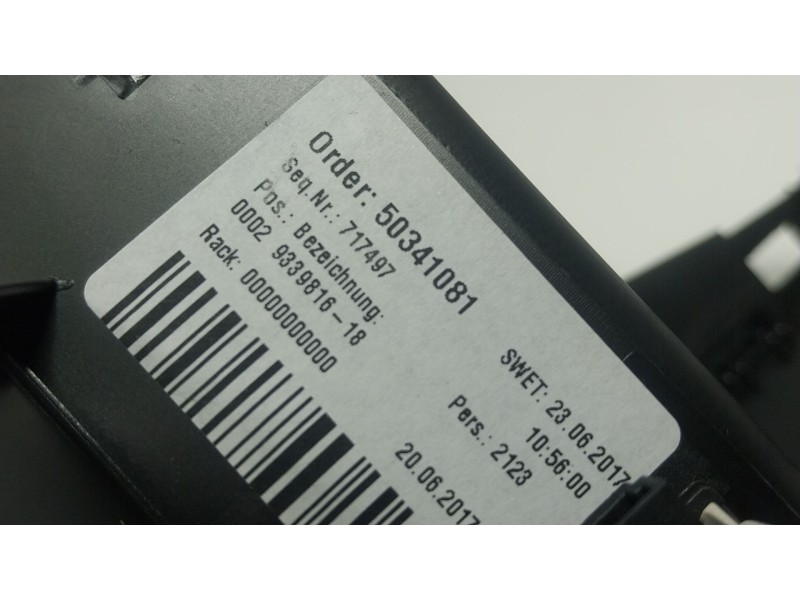 Order: 50341081
Seq.Nr.: 717497
Pos.: Bezeichnung:
0002 9339816-18
Rack: 00000000000
SWET: 23.06.2017
10:56:00
Pers.: 2123
20.06.2017